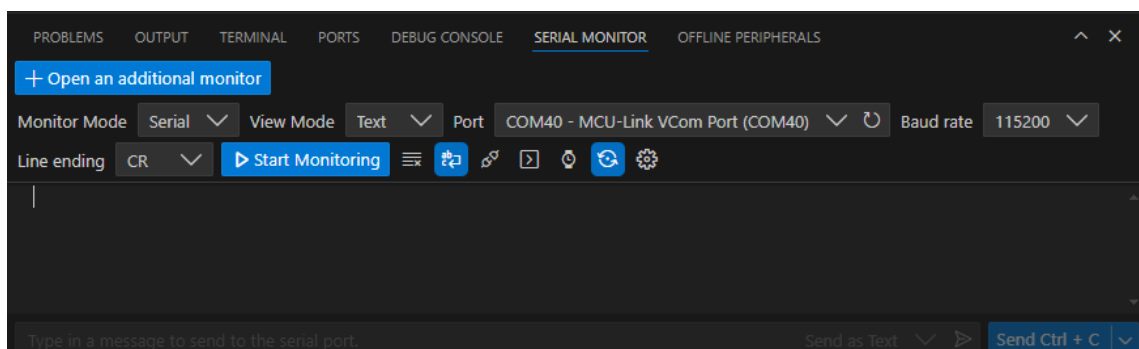 PROBLEMS OUTPUT TERMINAL PORTS DEBUG CONSOLE SERIAL MONITOR OFFLINE PERIPHERALS
+ Open an additional monitor
Monitor Mode Serial View Mode Text Port COM40 - MCU-Link VCom Port (COM40) Baud rate 115200
Line ending CR Start Monitoring
Type in a message to send to the serial port. Send as Text Send Ctrl + C